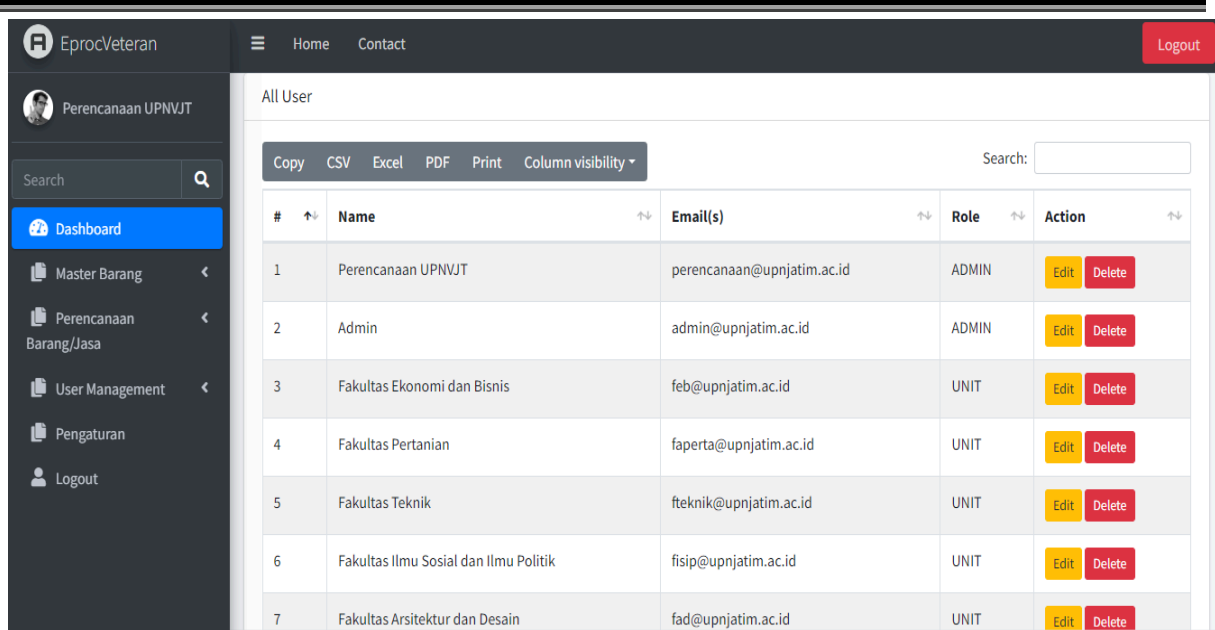 EprocVeteran
Home Contact Logout
Perencanaan UPNVJT
Search
Dashboard
Master Barang
Perencanaan
Barang/Jasa
User Management
Pengaturan
Logout
All User
Copy CSV Excel PDF Print Column visibility
Search:
# Name Email(s) Role Action
1 Perencanaan UPNVJT perencanaan@upnjatim.ac.id ADMIN Edit Delete
2 Admin admin@upnjatim.ac.id ADMIN Edit Delete
3 Fakultas Ekonomi dan Bisnis feb@upnjatim.ac.id UNIT Edit Delete
4 Fakultas Pertanian faperta@upnjatim.ac.id UNIT Edit Delete
5 Fakultas Teknik fteknik@upnjatim.ac.id UNIT Edit Delete
6 Fakultas Ilmu Sosial dan Ilmu Politik fisip@upnjatim.ac.id UNIT Edit Delete
7 Fakultas Arsitektur dan Desain fad@upnjatim.ac.id UNIT Edit Delete